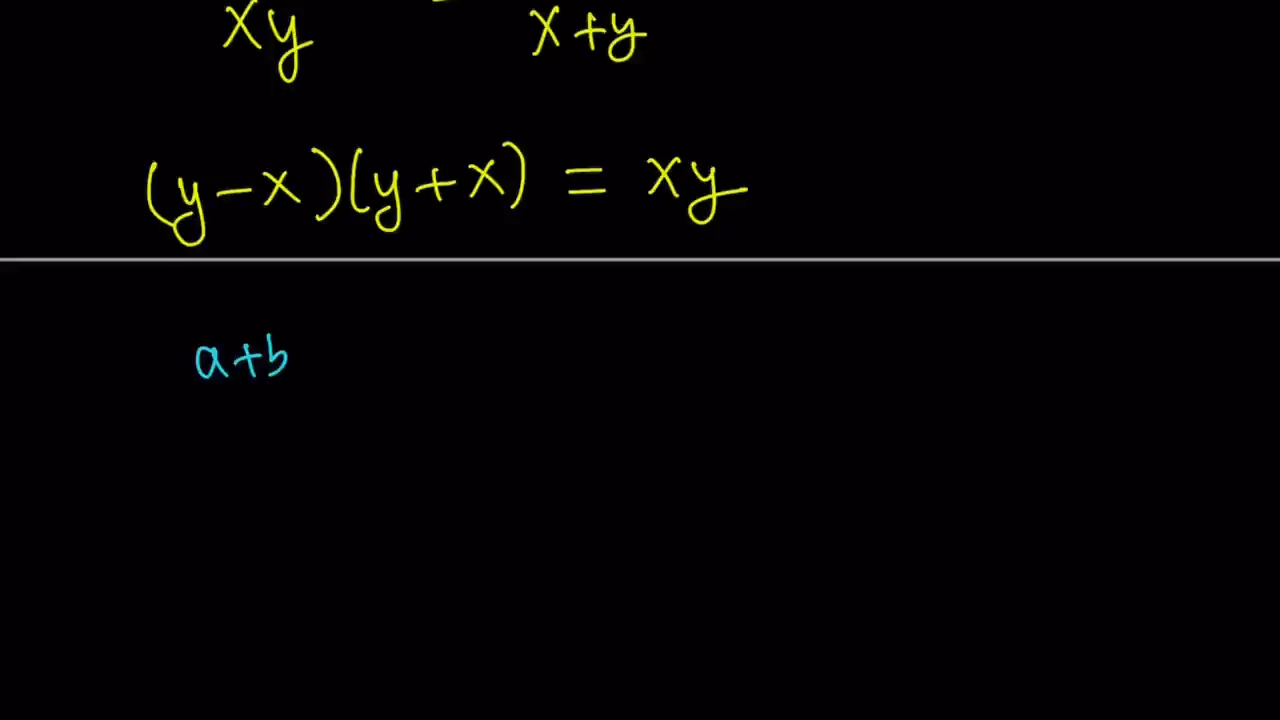 xy x+y
(y-x)(y+x) = xy
a+b